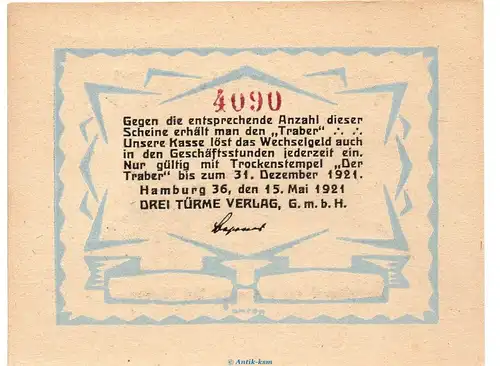 4090
Gegen die entsprechende Anzahl dieser
Scheine erhält man den „Traber“ ∴ ∴
Unsere Kasse löst das Wechselgeld auch
in den Geschäftsstunden jederzeit ein.
Nur gültig mit Trockenstempel „Der
Traber“ bis zum 31. Dezember 1921.
Hamburg 36, den 15. Mai 1921
DREI TÜRME VERLAG, G. m. b. H.
www.Antik-ksm